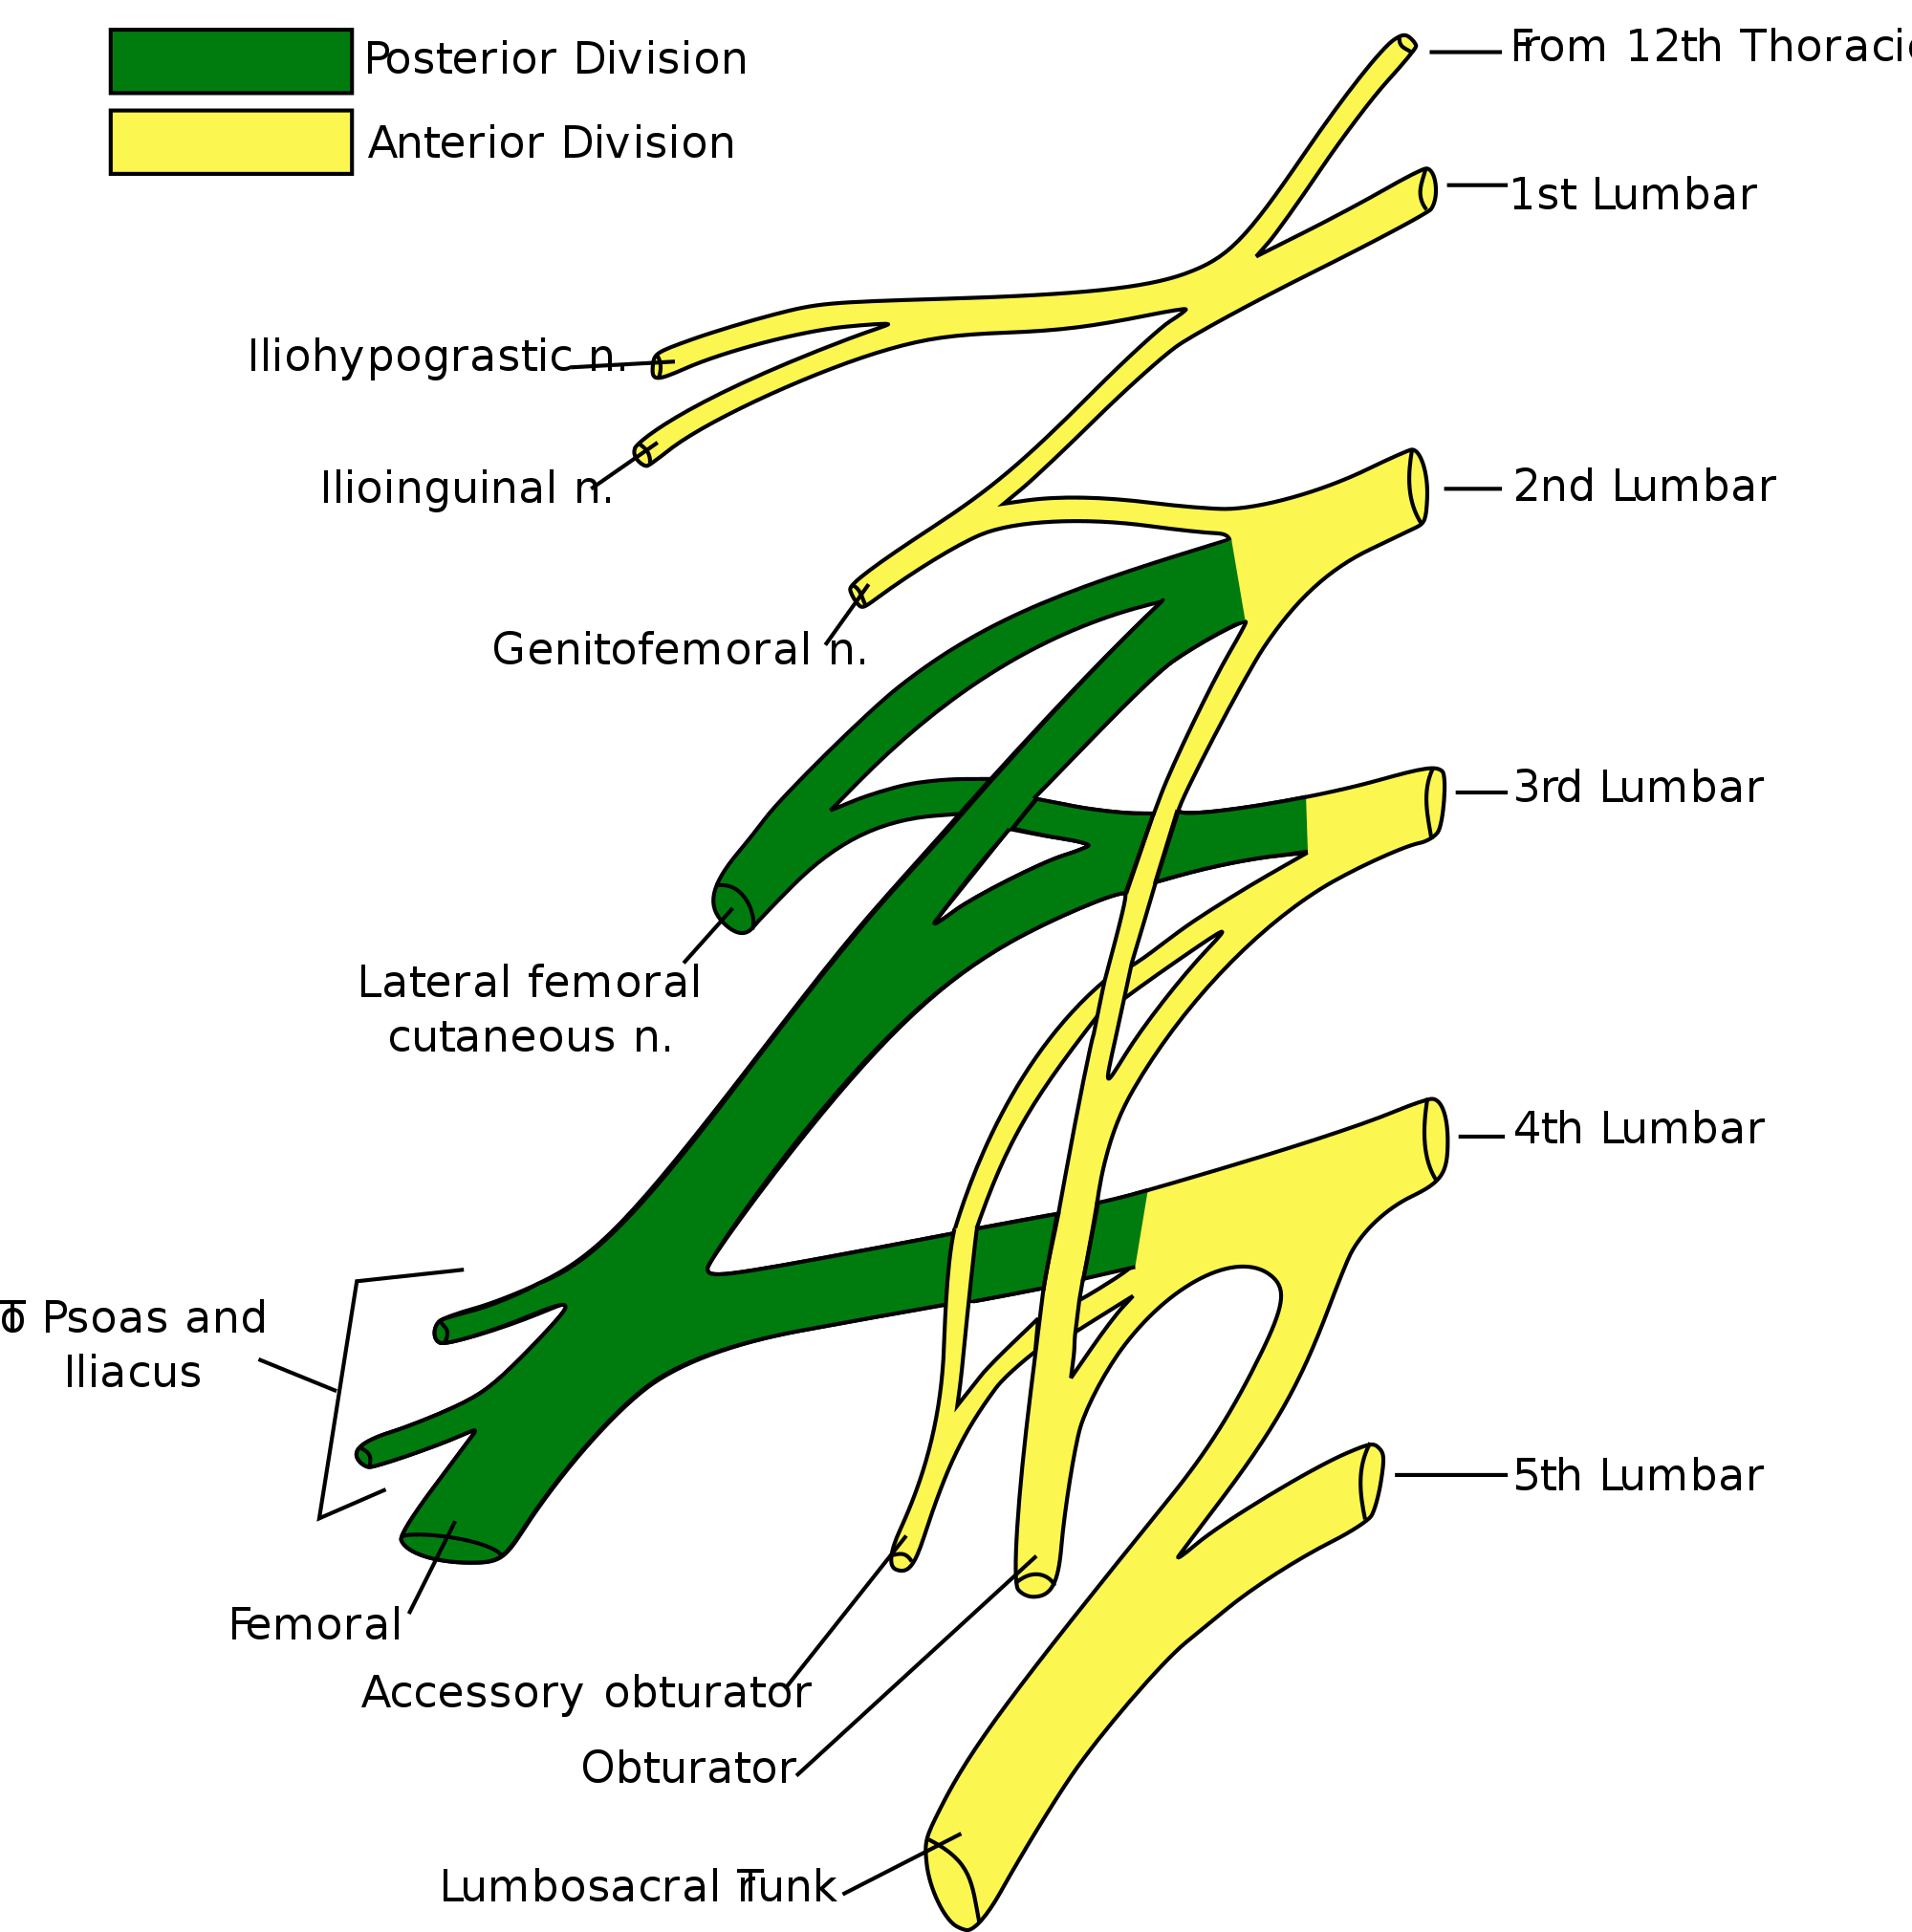 Posterior Division
Anterior Division
From 12th Thoracic
1st Lumbar
Iliohypograstic n.
Ilioinguinal n.
2nd Lumbar
Genitofemoral n.
3rd Lumbar
Lateral femoral
cutaneous n.
4th Lumbar
To Psoas and
Iliacus
5th Lumbar
Femoral
Accessory obturator
Obturator
Lumbosacral Trunk